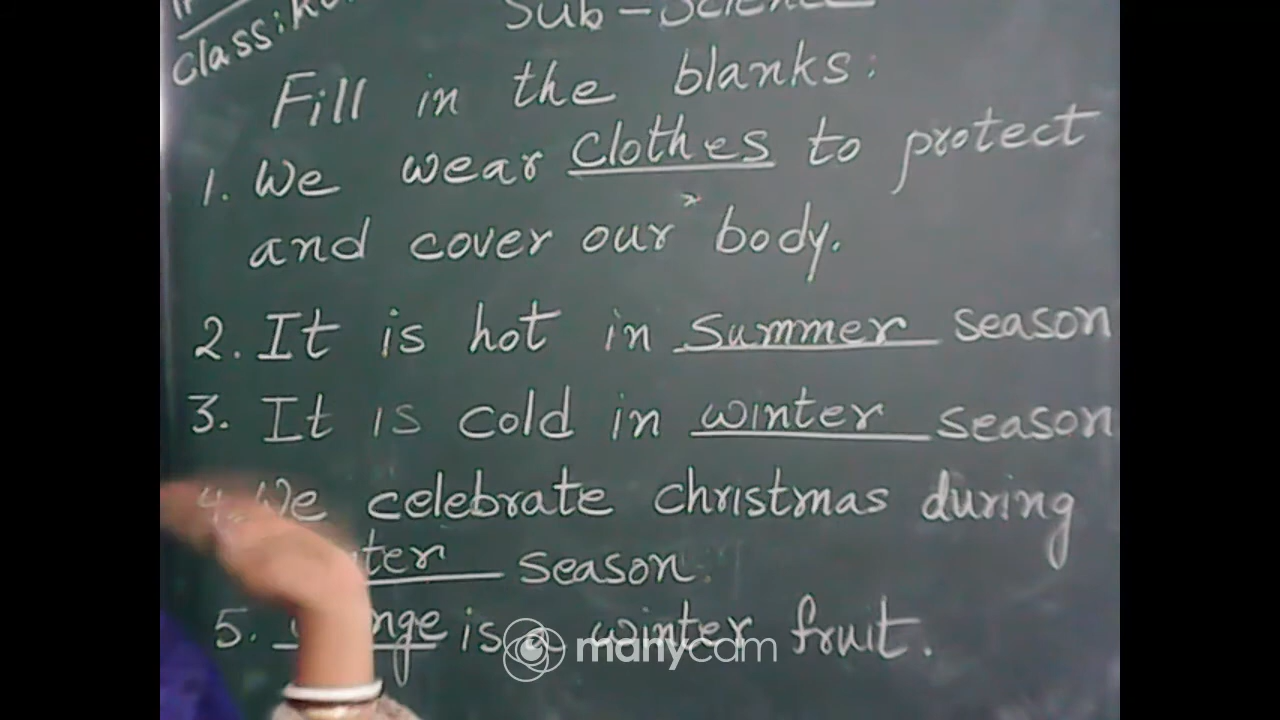 Class:
Sub - Science
Fill in the blanks:
1. We wear Clothes to protect
and cover our body.
2. It is hot in Summer season
3. It is cold in winter season
4. We celebrate christmas during
season.
5. is a winter fruit.
manycam